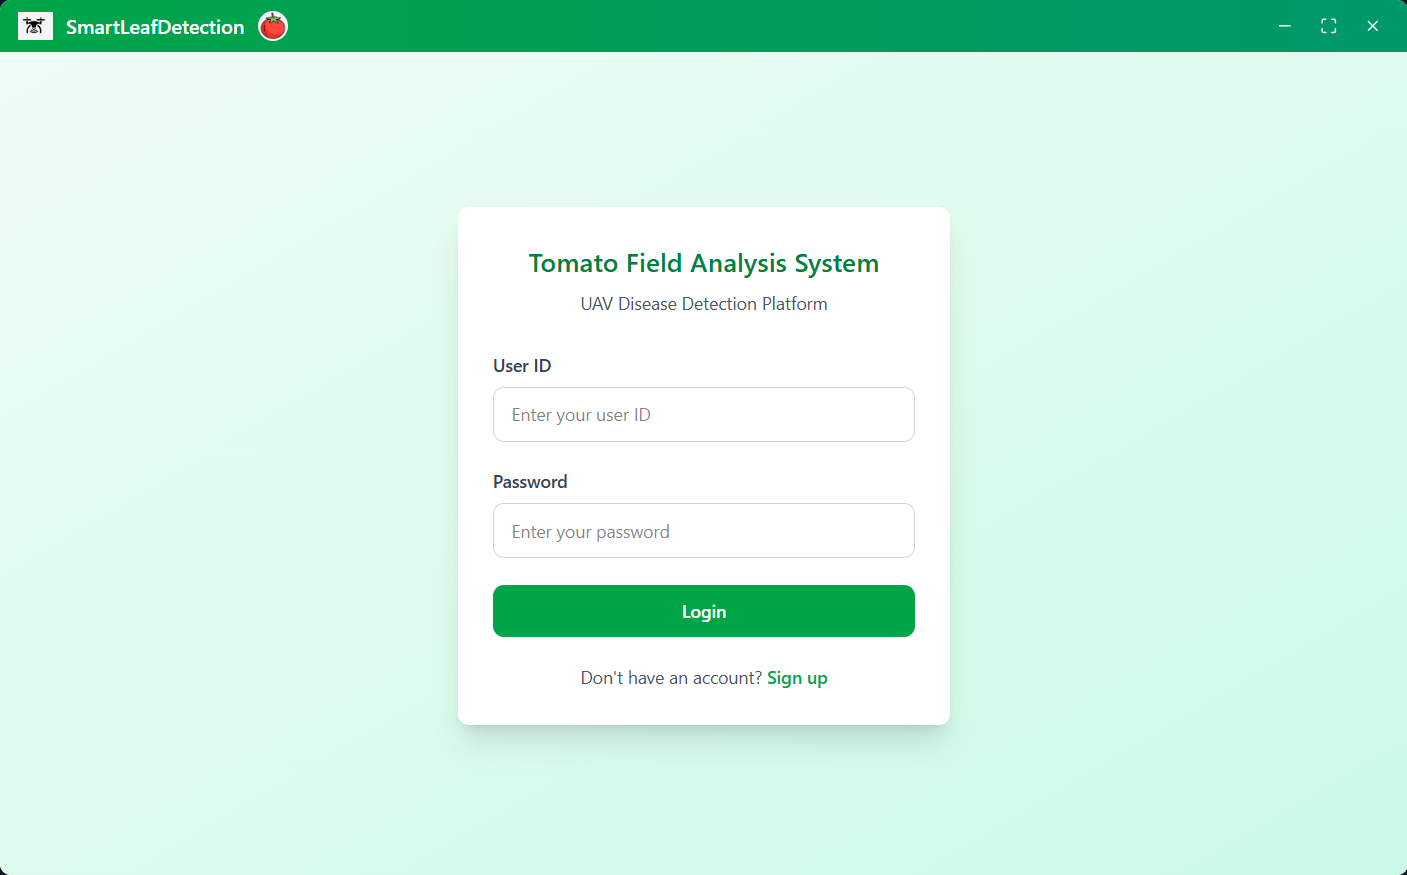 SmartLeafDetection
Tomato Field Analysis System
UAV Disease Detection Platform
User ID
Enter your user ID
Password
Enter your password
Login
Don't have an account? Sign up